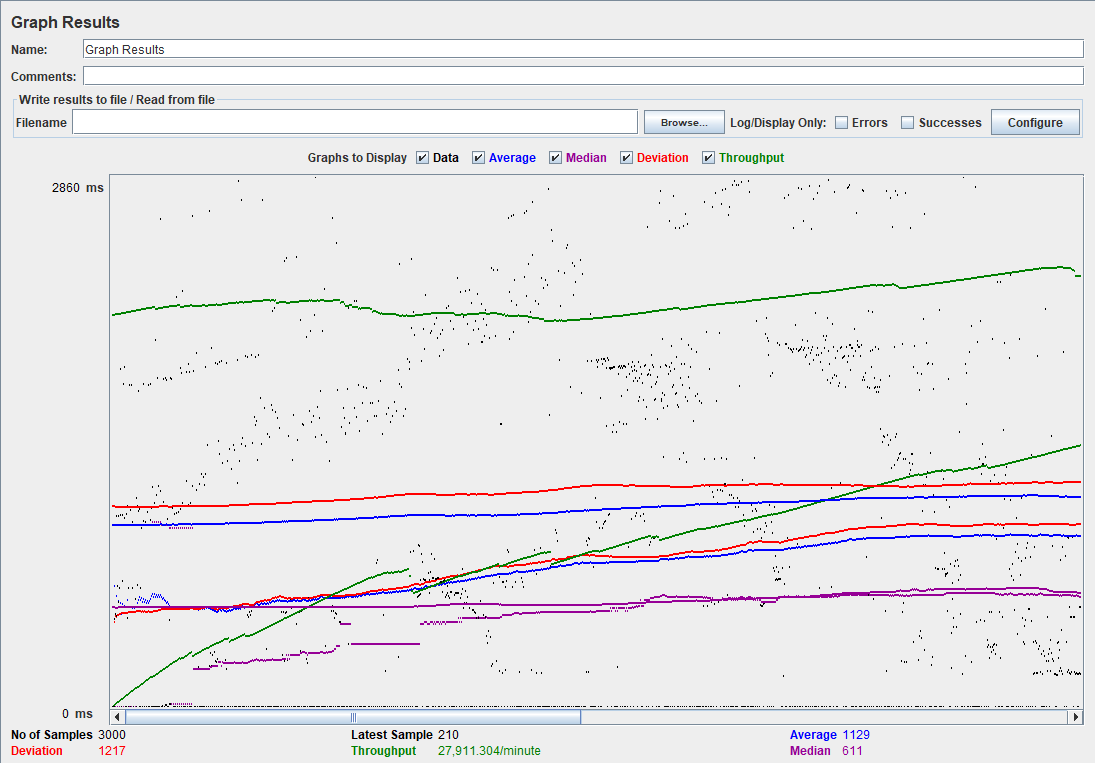 Graph Results
Name: Graph Results
Comments:
Write results to file / Read from file
Filename Browse... Log/Display Only: Errors Successes Configure
Graphs to Display Data Average Median Deviation Throughput
2860 ms
0 ms
No of Samples 3000 Latest Sample 210 Average 1129
Deviation 1217 Throughput 27,911.304/minute Median 611